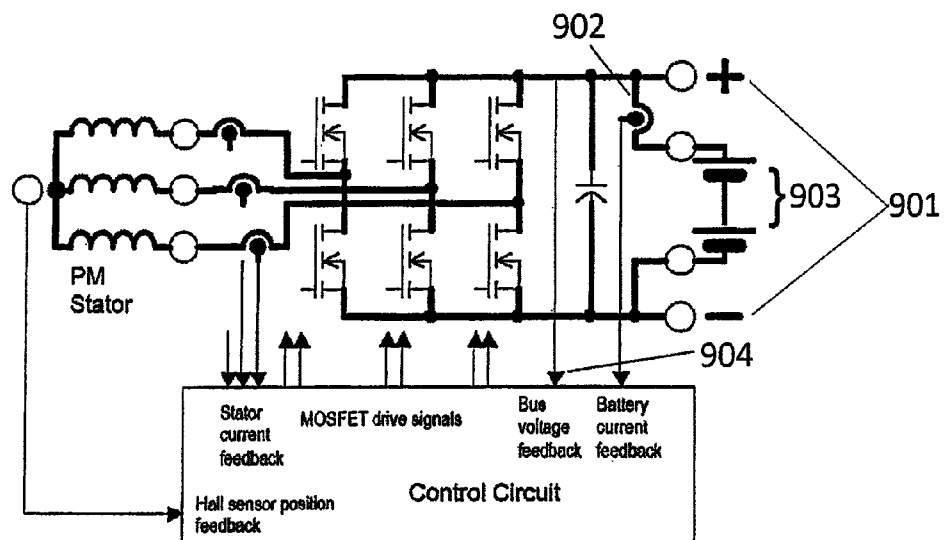 902
+
903
901
PM
Stator
−
904
Stator
current
feedback
MOSFET drive signals
Bus
voltage
feedback
Battery
current
feedback
Control Circuit
Hall sensor position
feedback